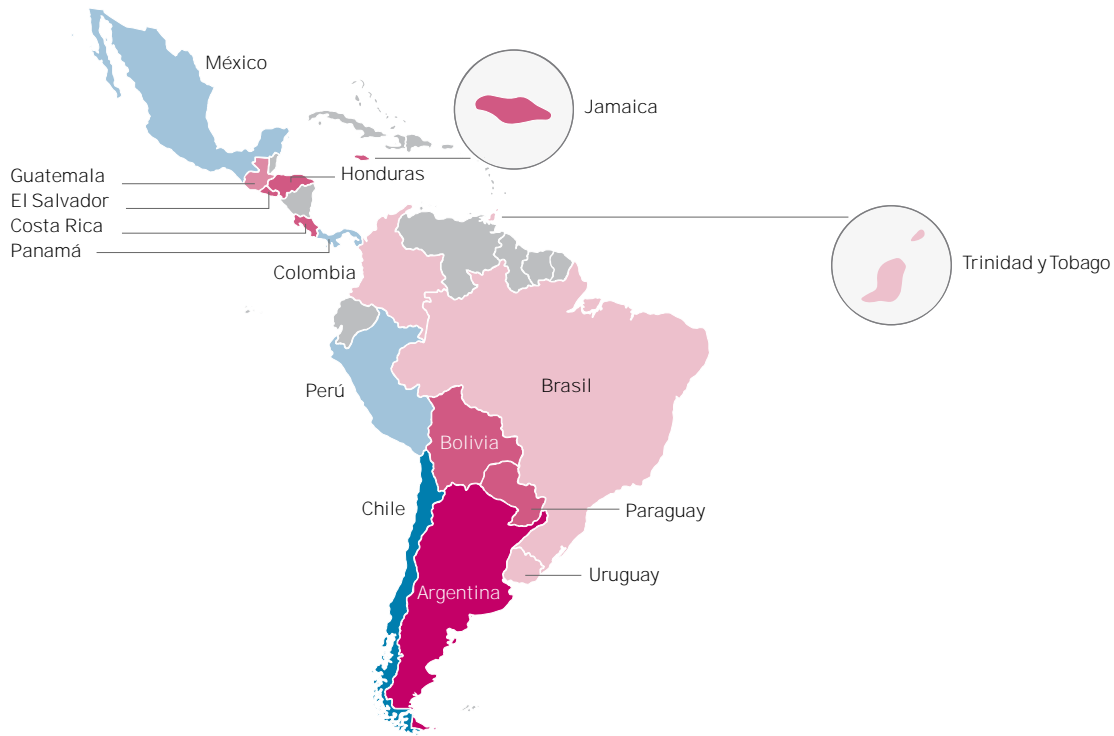 México
Jamaica
Guatemala
Honduras
El Salvador
Costa Rica
Panamá
Colombia
Trinidad y Tobago
Perú
Brasil
Bolivia
Chile
Paraguay
Uruguay
Argentina